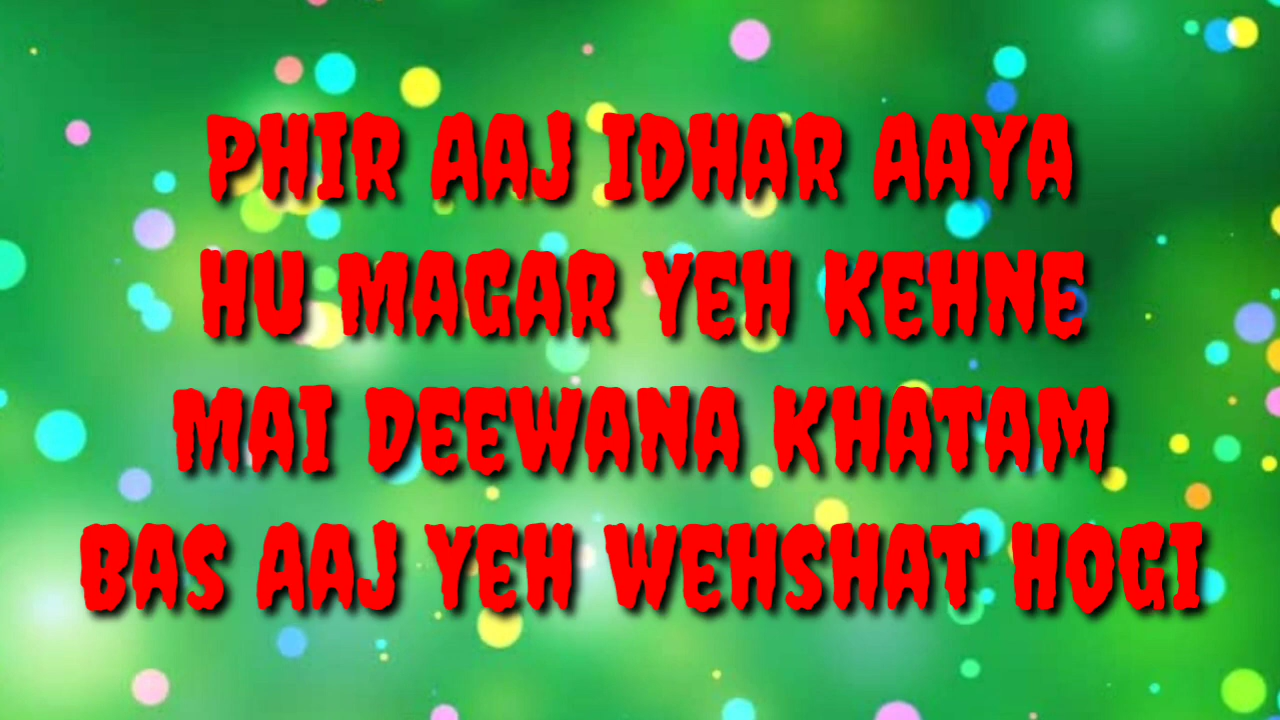 PHIR AAJ IDHAR AAYA
HU MAGAR YEH KEHNE
MAI DEEWANA KHATAM
BAS AAJ YEH WEHSHAT HOGI